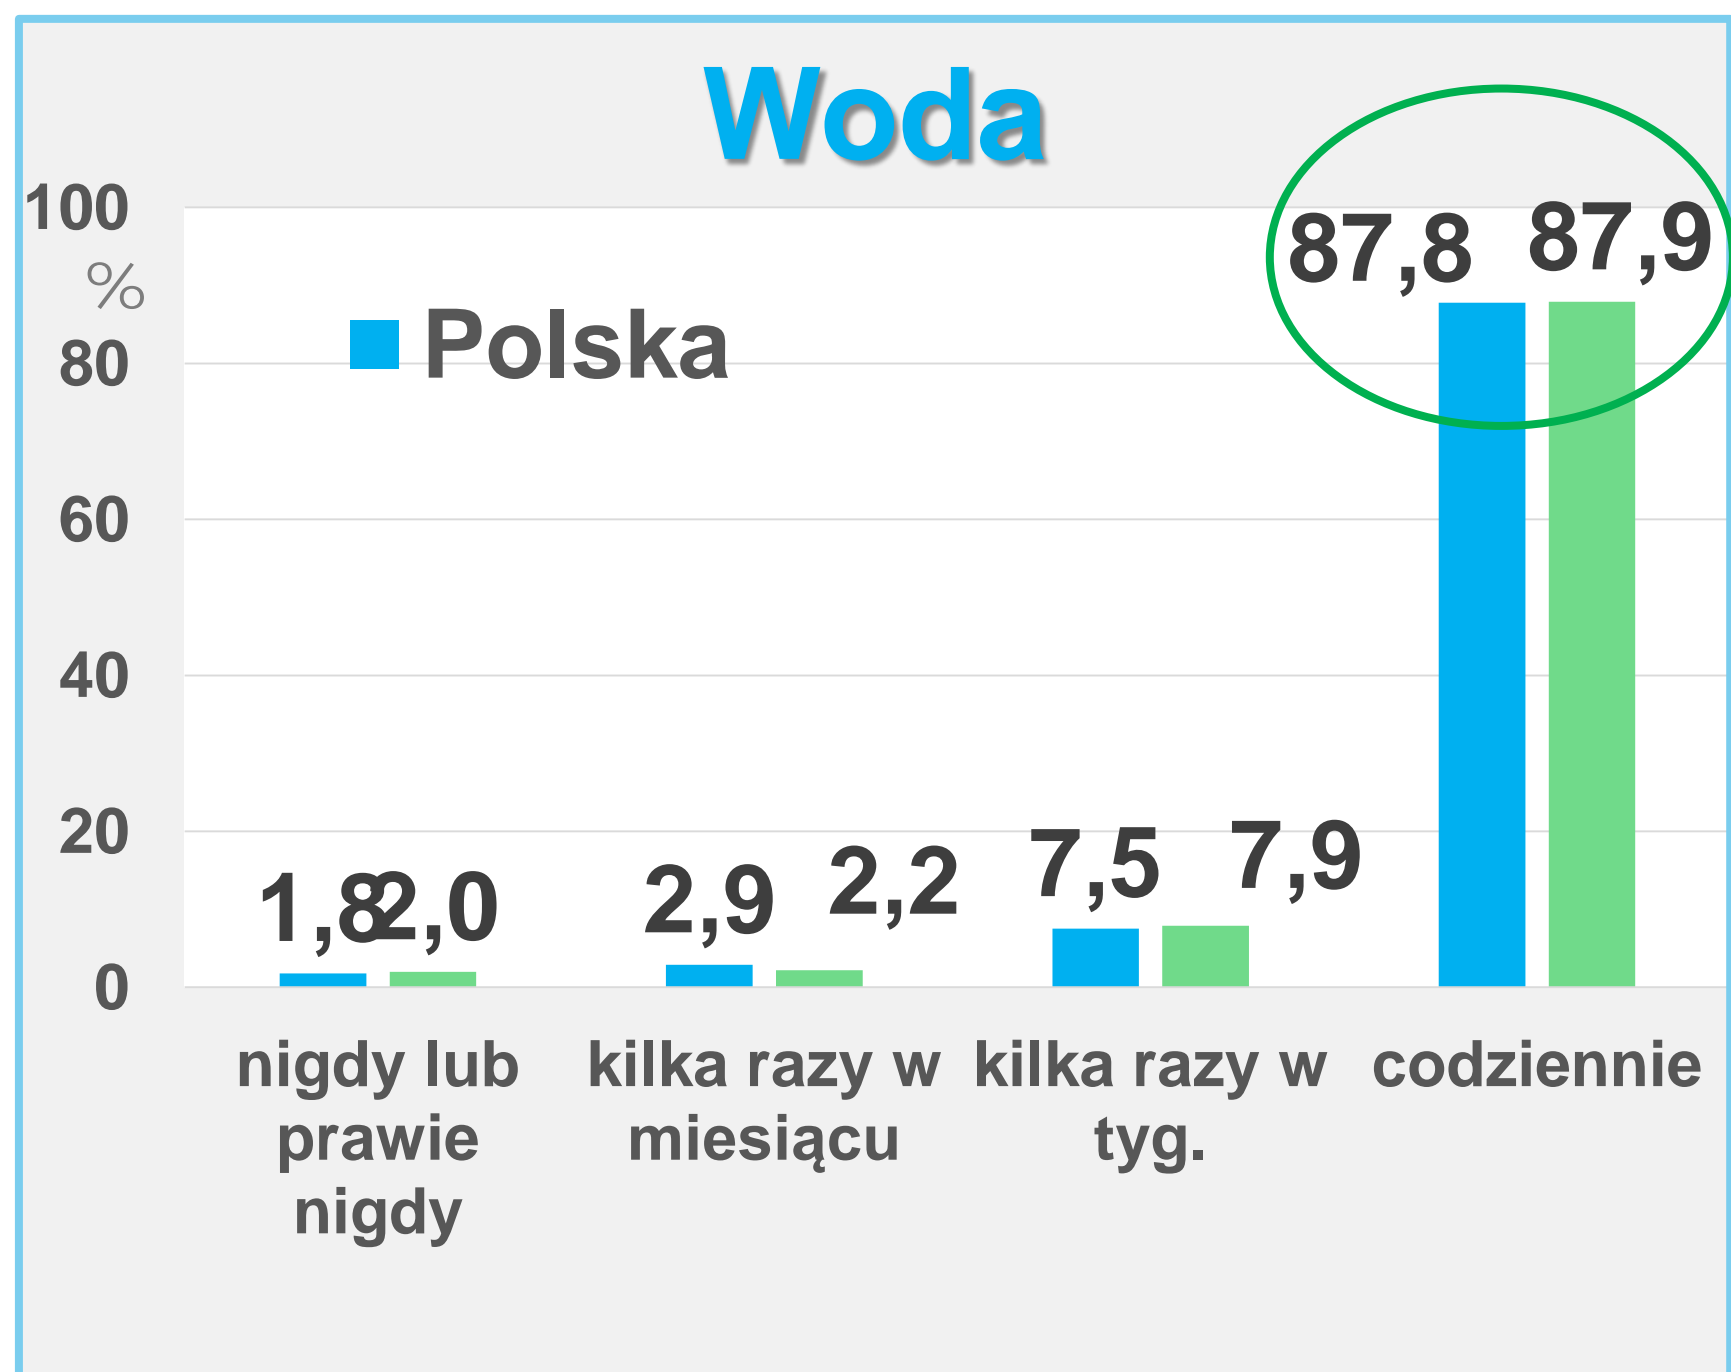 Woda
100
%
80
60
40
20
0
Polska
1,8 2,0
2,9 2,2
7,5 7,9
87,8 87,9
nigdy lub
prawie
nigdy
kilka razy w
miesiącu
kilka razy w
tyg.
codziennie